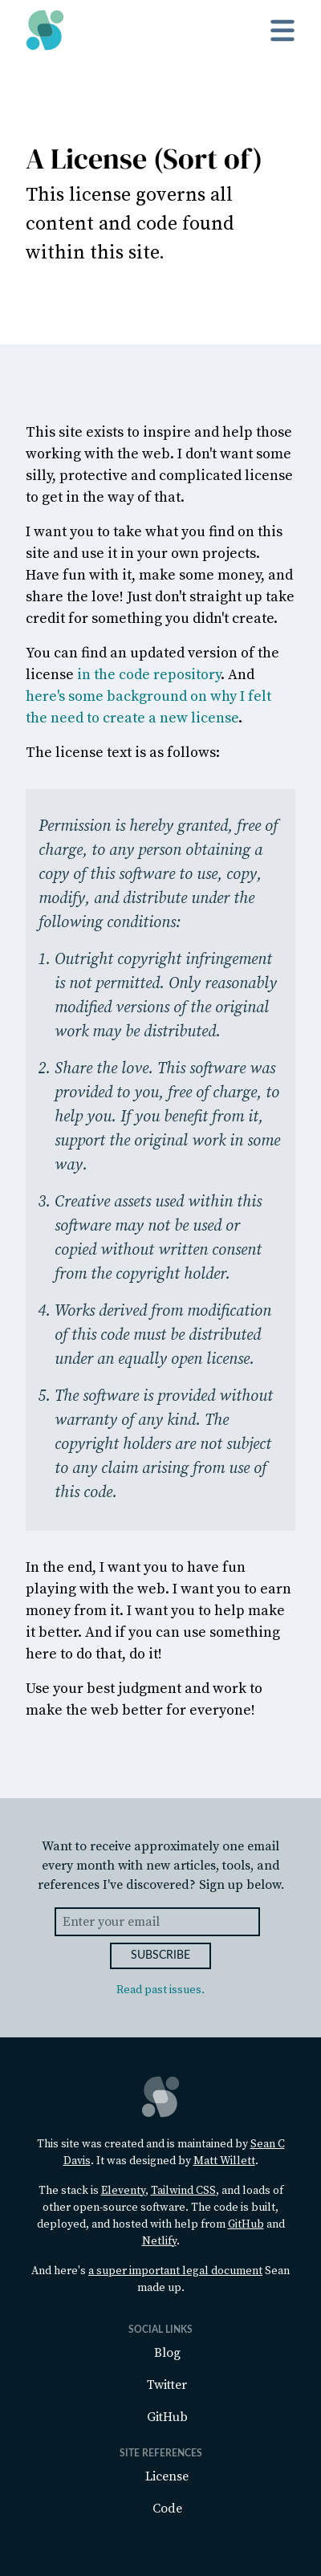 A License (Sort of)
This license governs all
content and code found
within this site.
This site exists to inspire and help those
working with the web. I don't want some
silly, protective and complicated license
to get in the way of that.
I want you to take what you find on this
site and use it in your own projects.
Have fun with it, make some money, and
share the love! Just don't straight up take
credit for something you didn't create.
You can find an updated version of the
license in the code repository. And
here's some background on why I felt
the need to create a new license.
The license text is as follows:
Permission is hereby granted, free of
charge, to any person obtaining a
copy of this software to use, copy,
modify, and distribute under the
following conditions:
1. Outright copyright infringement
is not permitted. Only reasonably
modified versions of the original
work may be distributed.
2. Share the love. This software was
provided to you, free of charge, to
help you. If you benefit from it,
support the original work in some
way.
3. Creative assets used within this
software may not be used or
copied without written consent
from the copyright holder.
4. Works derived from modification
of this code must be distributed
under an equally open license.
5. The software is provided without
warranty of any kind. The
copyright holders are not subject
to any claim arising from use of
this code.
In the end, I want you to have fun
playing with the web. I want you to earn
money from it. I want you to help make
it better. And if you can use something
here to do that, do it!
Use your best judgment and work to
make the web better for everyone!
Want to receive approximately one email
every month with new articles, tools, and
references I've discovered? Sign up below.
Enter your email
SUBSCRIBE
Read past issues.
This site was created and is maintained by Sean C
Davis. It was designed by Matt Willett.
The stack is Eleventy, Tailwind CSS, and loads of
other open-source software. The code is built,
deployed, and hosted with help from GitHub and
Netlify.
And here's a super important legal document Sean
made up.
SOCIAL LINKS
Blog
Twitter
GitHub
SITE REFERENCES
License
Code